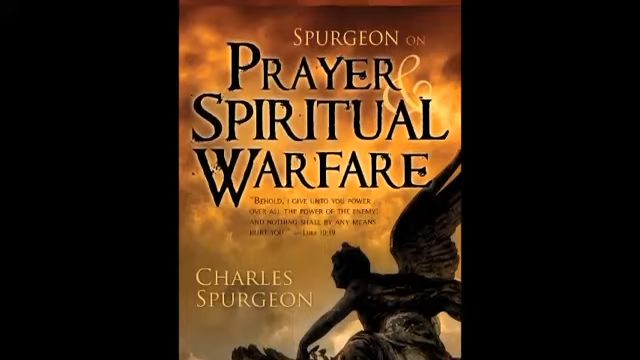 SPURGEON ON
PRAYER &
SPIRITUAL
WARFARE
"BEHOLD, I GIVE UNTO YOU POWER
OVER ALL THE POWER OF THE ENEMY:
AND NOTHING SHALL BY ANY MEANS
HURT YOU." —LUKE 10:19
CHARLES
SPURGEON